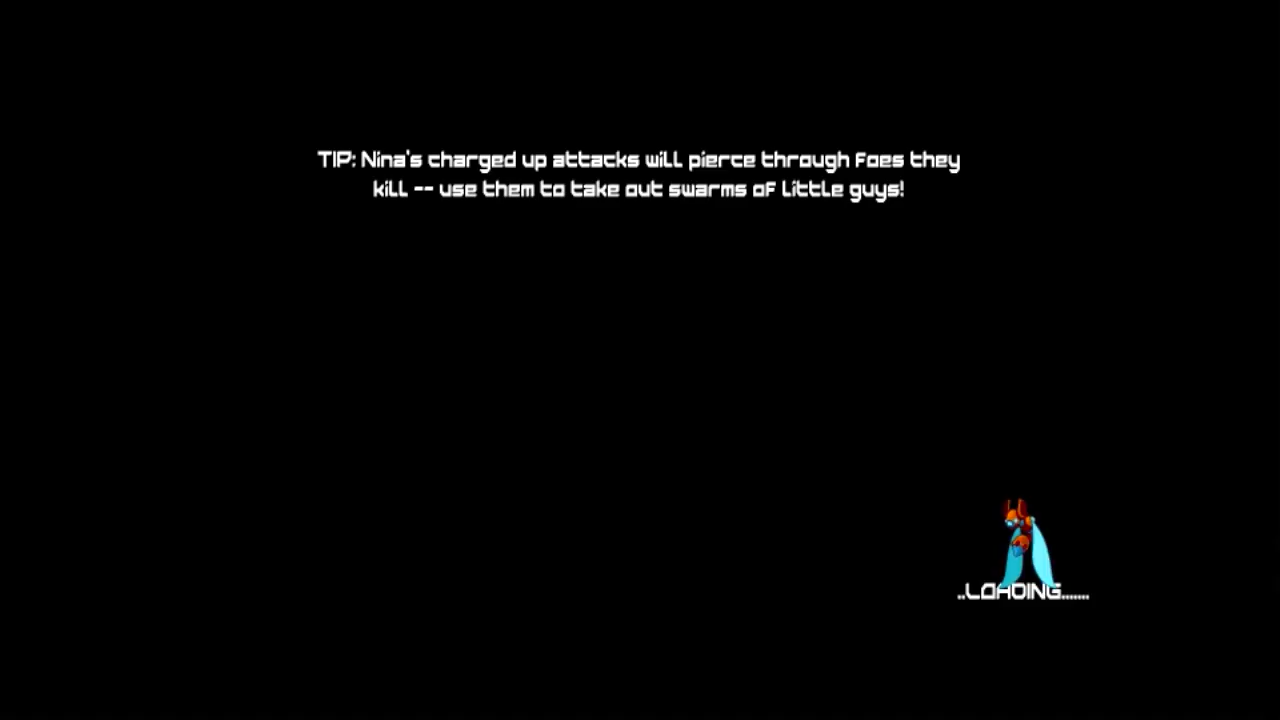 TIP: Nina's charged up attacks will pierce through foes they
kill -- use them to take out swarms of little guys!
..LOADING.......